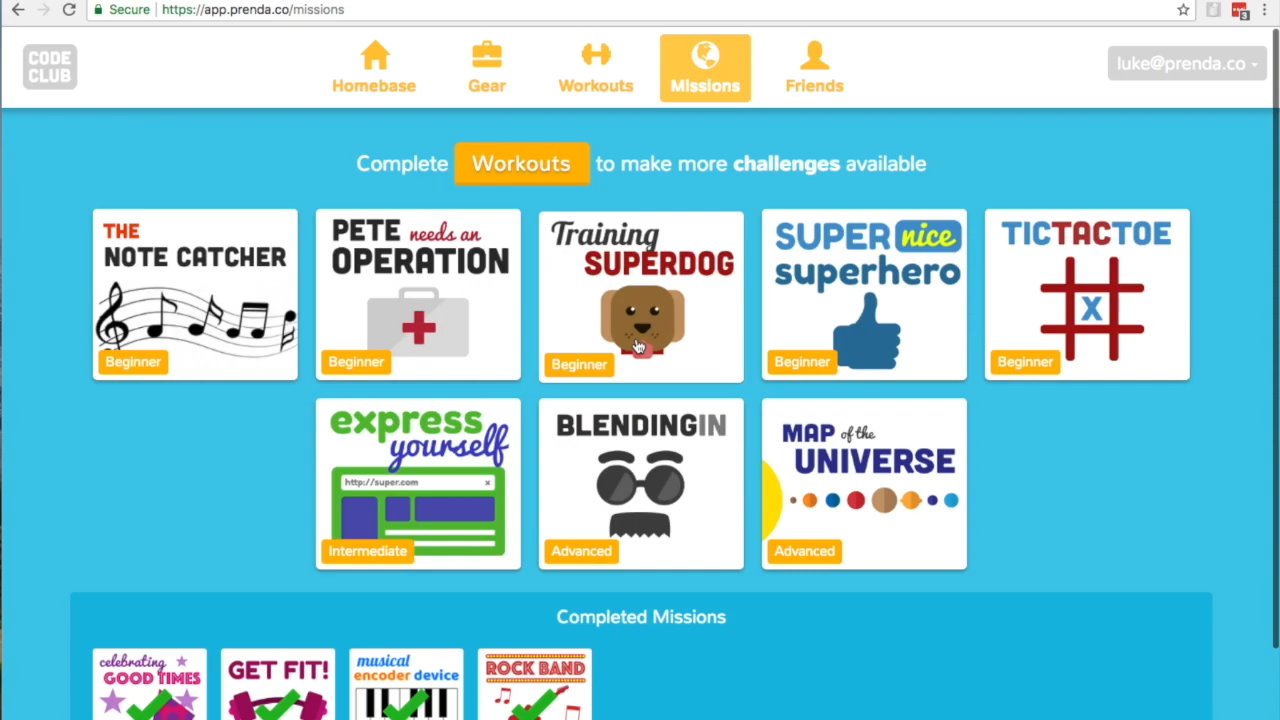 Secure https://app.prenda.co/missions
3
CODE
CLUB
Homebase
Gear
Workouts
Missions
Friends
luke@prenda.co
Complete Workouts to make more challenges available
THE
NOTE CATCHER
Beginner
PETE needs an
OPERATION
Beginner
Training
SUPERDOG
Beginner
SUPER nice
superhero
Beginner
TICTACTOE
X
Beginner
express
yourself
http://super.com x
Intermediate
BLENDINGIN
Advanced
MAP of the
UNIVERSE
Advanced
Completed Missions
celebrating
GOOD TIMES
GET FIT!
musical
encoder device
ROCK BAND